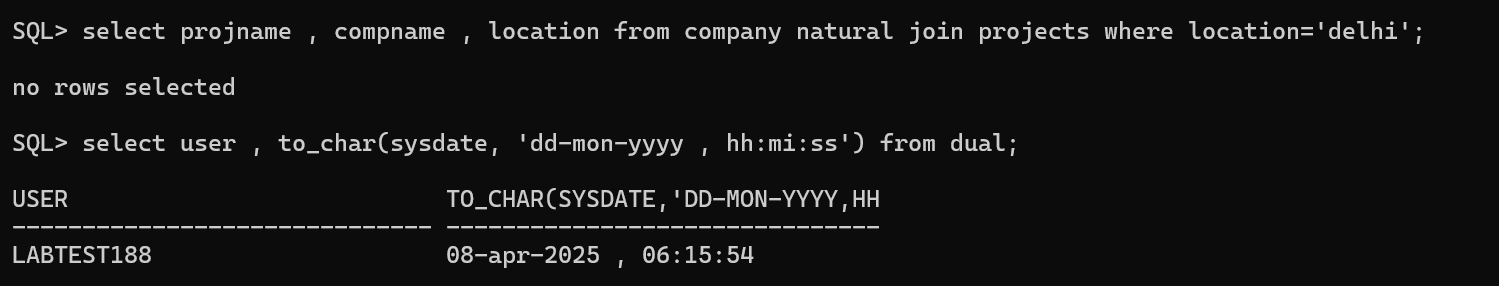 SQL> select projname , compname , location from company natural join projects where location='delhi';
no rows selected
SQL> select user , to_char(sysdate, 'dd-mon-yyyy , hh:mi:ss') from dual;
USER                           TO_CHAR(SYSDATE,'DD-MON-YYYY,HH
------------------------------ -------------------------------
LABTEST188                     08-apr-2025 , 06:15:54